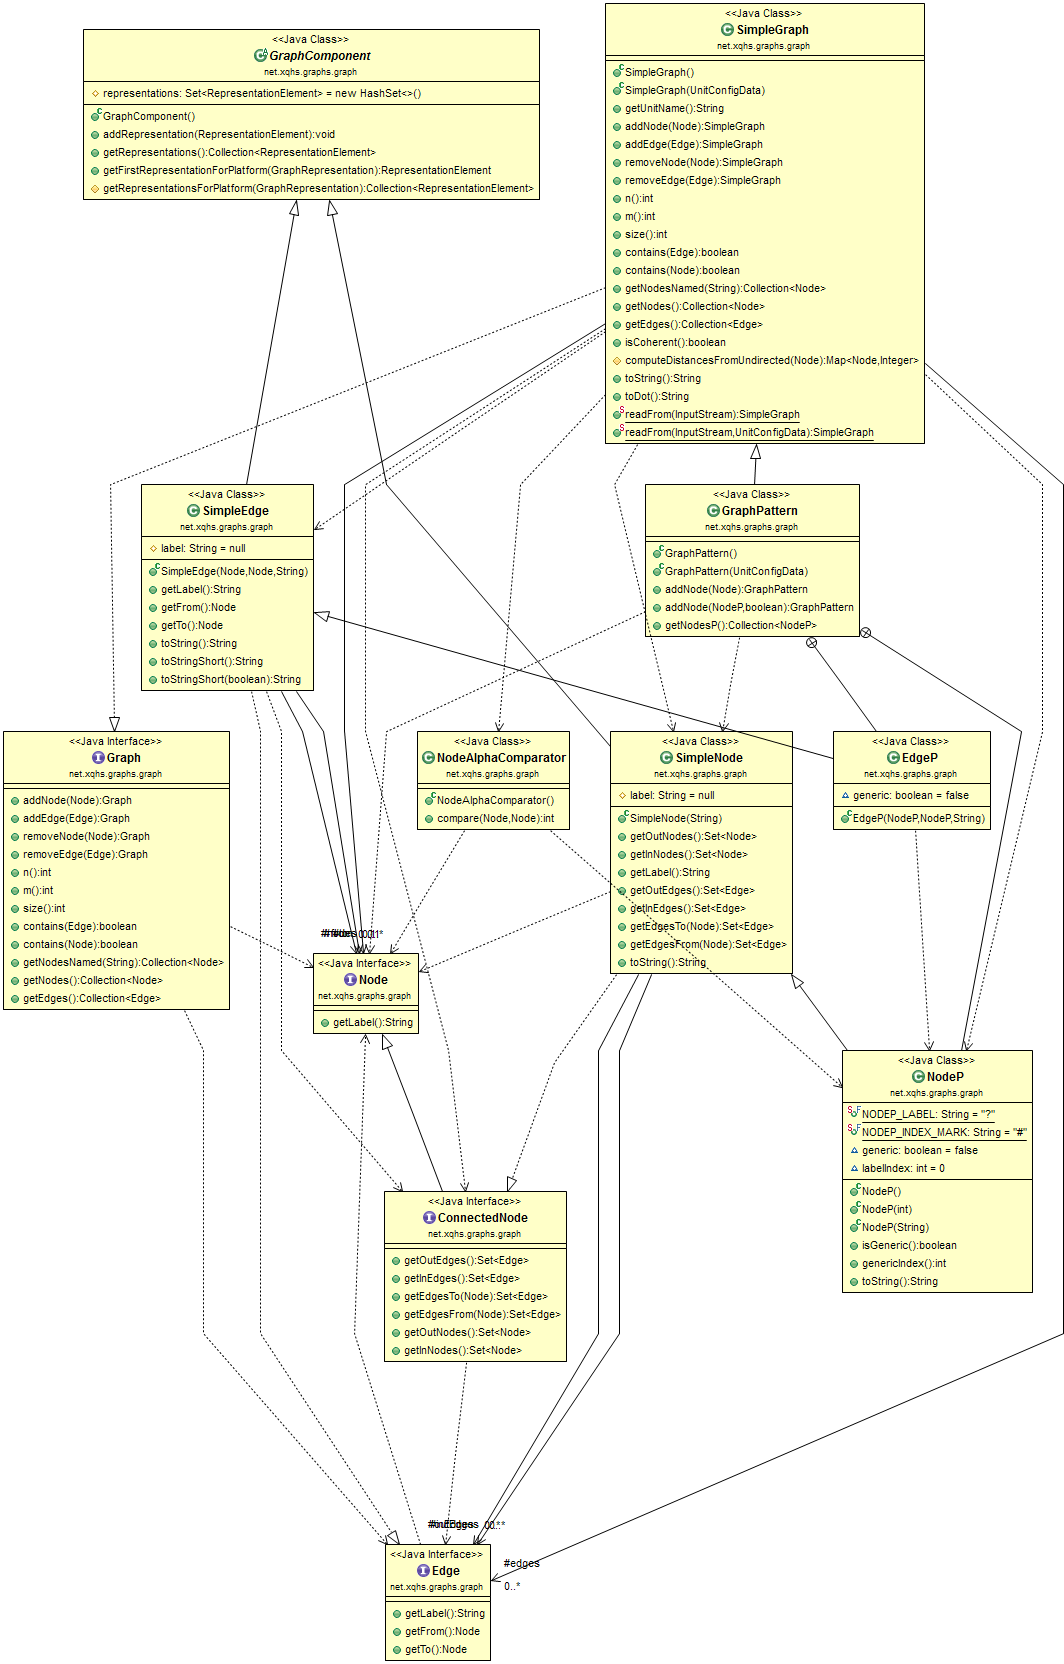 <<Java Class>>
GraphComponent
net.xqhs.graphs.graph
representations: Set<RepresentationElement> = new HashSet<>()
GraphComponent()
addRepresentation(RepresentationElement):void
getRepresentations():Collection<RepresentationElement>
getFirstRepresentationForPlatform(GraphRepresentation):RepresentationElement
getRepresentationsForPlatform(GraphRepresentation):Collection<RepresentationElement>
<<Java Class>>
SimpleGraph
net.xqhs.graphs.graph
SimpleGraph()
SimpleGraph(UnitConfigData)
getUnitName():String
addNode(Node):SimpleGraph
addEdge(Edge):SimpleGraph
removeNode(Node):SimpleGraph
removeEdge(Edge):SimpleGraph
n():int
m():int
size():int
contains(Edge):boolean
contains(Node):boolean
getNodesNamed(String):Collection<Node>
getNodes():Collection<Node>
getEdges():Collection<Edge>
isCoherent():boolean
computeDistancesFromUndirected(Node):Map<Node,Integer>
toString():String
toDot():String
readFrom(InputStream):SimpleGraph
readFrom(InputStream,UnitConfigData):SimpleGraph
<<Java Class>>
SimpleEdge
net.xqhs.graphs.graph
label: String = null
SimpleEdge(Node,Node,String)
getLabel():String
getFrom():Node
getTo():Node
toString():String
toStringShort():String
toStringShort(boolean):String
<<Java Class>>
GraphPattern
net.xqhs.graphs.graph
GraphPattern()
GraphPattern(UnitConfigData)
addNode(Node):GraphPattern
addNode(NodeP,boolean):GraphPattern
getNodesP():Collection<NodeP>
<<Java Interface>>
Graph
net.xqhs.graphs.graph
addNode(Node):Graph
addEdge(Edge):Graph
removeNode(Node):Graph
removeEdge(Edge):Graph
n():int
m():int
size():int
contains(Edge):boolean
contains(Node):boolean
getNodesNamed(String):Collection<Node>
getNodes():Collection<Node>
getEdges():Collection<Edge>
<<Java Class>>
NodeAlphaComparator
net.xqhs.graphs.graph
NodeAlphaComparator()
compare(Node,Node):int
<<Java Class>>
SimpleNode
net.xqhs.graphs.graph
label: String = null
SimpleNode(String)
getOutNodes():Set<Node>
getInNodes():Set<Node>
getLabel():String
getOutEdges():Set<Edge>
getInEdges():Set<Edge>
getEdgesTo(Node):Set<Edge>
getEdgesFrom(Node):Set<Edge>
toString():String
<<Java Class>>
EdgeP
net.xqhs.graphs.graph
generic: boolean = false
EdgeP(NodeP,NodeP,String)
<<Java Interface>>
Node
net.xqhs.graphs.graph
getLabel():String
<<Java Class>>
NodeP
net.xqhs.graphs.graph
NODEP_LABEL: String = "?"
NODEP_INDEX_MARK: String = "#"
generic: boolean = false
labelIndex: int = 0
NodeP()
NodeP(int)
NodeP(String)
isGeneric():boolean
genericIndex():int
toString():String
<<Java Interface>>
ConnectedNode
net.xqhs.graphs.graph
getOutEdges():Set<Edge>
getInEdges():Set<Edge>
getEdgesTo(Node):Set<Edge>
getEdgesFrom(Node):Set<Edge>
getOutNodes():Set<Node>
getInNodes():Set<Node>
<<Java Interface>>
Edge
net.xqhs.graphs.graph
getLabel():String
getFrom():Node
getTo():Node
#edges
0..*